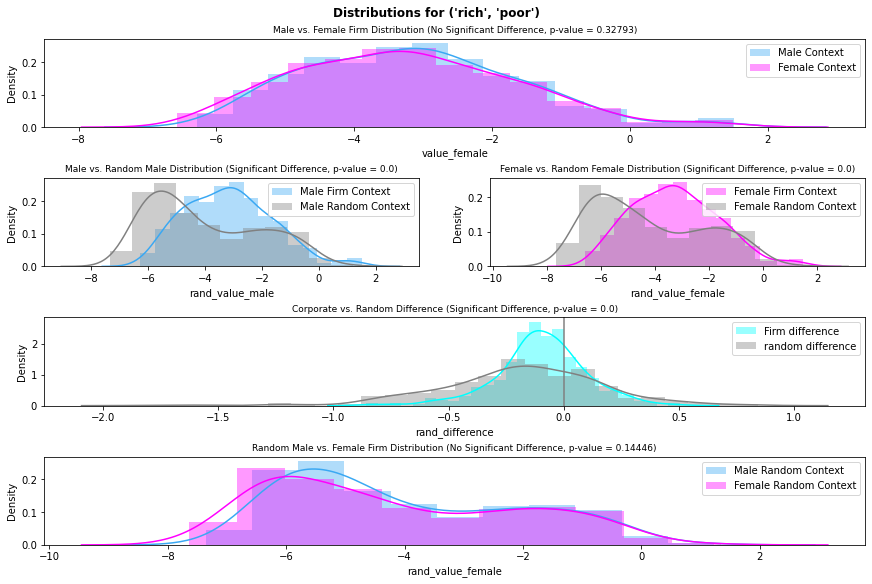 Distributions for ('rich', 'poor')
Male vs. Female Firm Distribution (No Significant Difference, p-value = 0.32793)
Density
0.2
0.1
0.0
Male Context
Female Context
−8 −6 −4 −2 0 2
value_female
Male vs. Random Male Distribution (Significant Difference, p-value = 0.0)
Density
0.2
0.1
0.0
Male Firm Context
Male Random Context
−8 −6 −4 −2 0 2
rand_value_male
Female vs. Random Female Distribution (Significant Difference, p-value = 0.0)
Density
0.2
0.1
0.0
Female Firm Context
Female Random Context
−10 −8 −6 −4 −2 0 2
rand_value_female
Corporate vs. Random Difference (Significant Difference, p-value = 0.0)
Density
2
1
0
Firm difference
random difference
−2.0 −1.5 −1.0 −0.5 0.0 0.5 1.0
rand_difference
Random Male vs. Female Firm Distribution (No Significant Difference, p-value = 0.14446)
Density
0.2
0.1
0.0
Male Random Context
Female Random Context
−10 −8 −6 −4 −2 0 2
rand_value_female